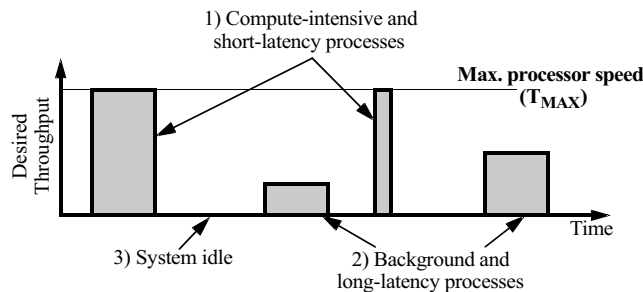 1) Compute-intensive and
short-latency processes
Max. processor speed
(TMAX)
Desired
Throughput
Time
3) System idle
2) Background and
long-latency processes